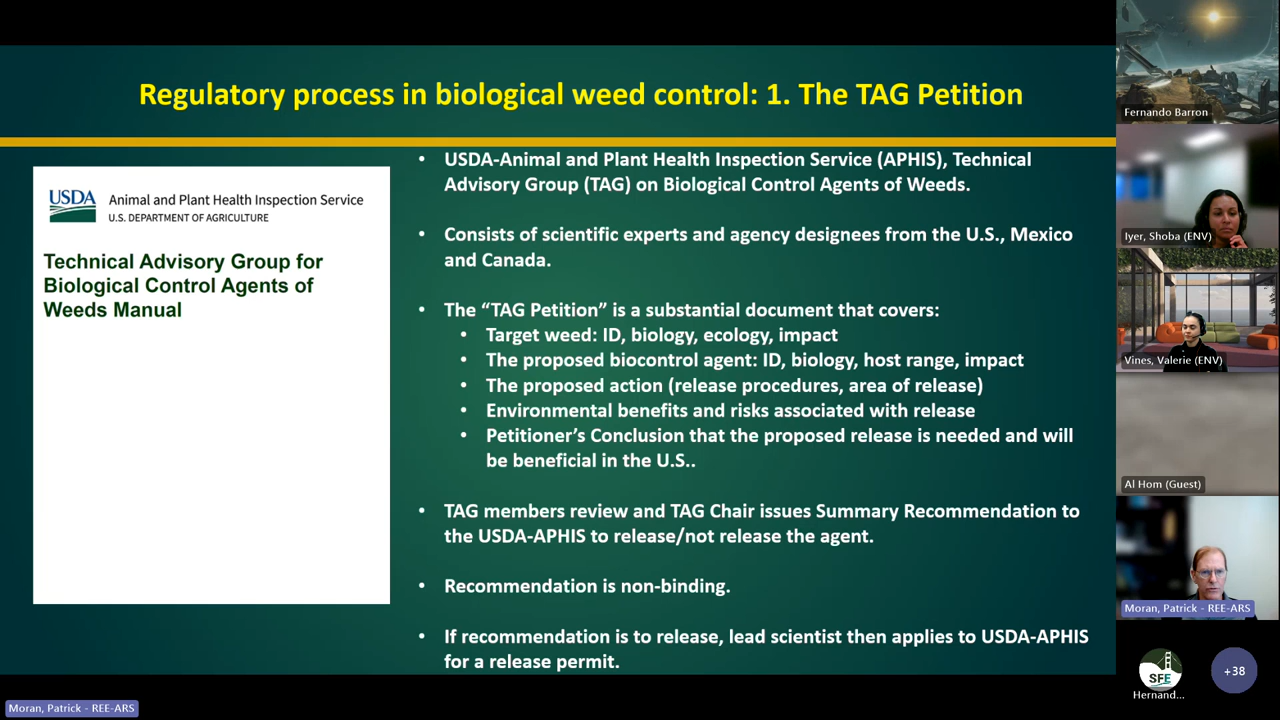 Regulatory process in biological weed control: 1. The TAG Petition
USDA
Animal and Plant Health Inspection Service
U.S. DEPARTMENT OF AGRICULTURE
Technical Advisory Group for
Biological Control Agents of
Weeds Manual
• USDA-Animal and Plant Health Inspection Service (APHIS), Technical
Advisory Group (TAG) on Biological Control Agents of Weeds.
• Consists of scientific experts and agency designees from the U.S., Mexico
and Canada.
• The “TAG Petition” is a substantial document that covers:
• Target weed: ID, biology, ecology, impact
• The proposed biocontrol agent: ID, biology, host range, impact
• The proposed action (release procedures, area of release)
• Environmental benefits and risks associated with release
• Petitioner’s Conclusion that the proposed release is needed and will
be beneficial in the U.S..
• TAG members review and TAG Chair issues Summary Recommendation to
the USDA-APHIS to release/not release the agent.
• Recommendation is non-binding.
• If recommendation is to release, lead scientist then applies to USDA-APHIS
for a release permit.
Fernando Barron
Iyer, Shoba (ENV)
Vines, Valerie (ENV)
Al Hom (Guest)
Moran, Patrick - REE-ARS
SFE
Hernand...
+38
Moran, Patrick - REE-ARS